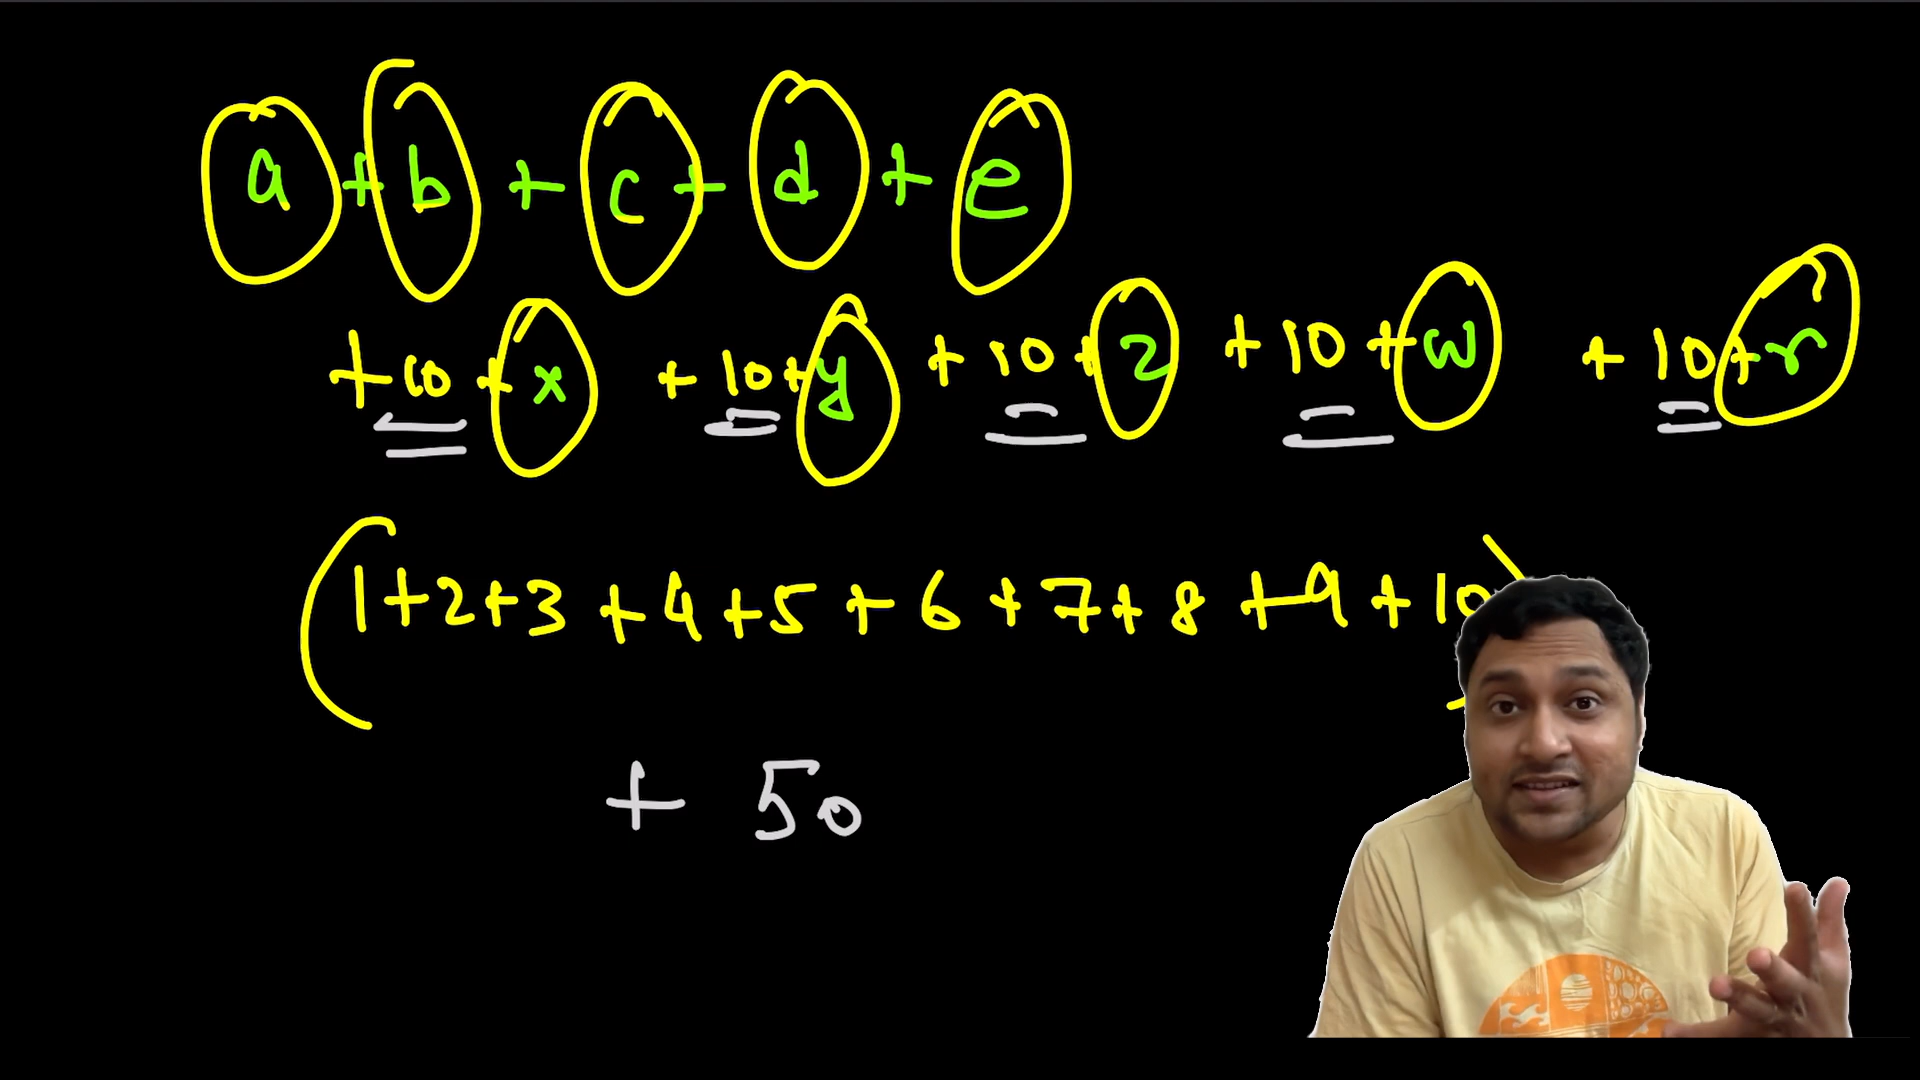 a + b + c + d + e
+ 10 + x + 10 + y + 10 + z + 10 + w + 10 + r
(1+2+3+4+5+6+7+8+9+10)
+ 50